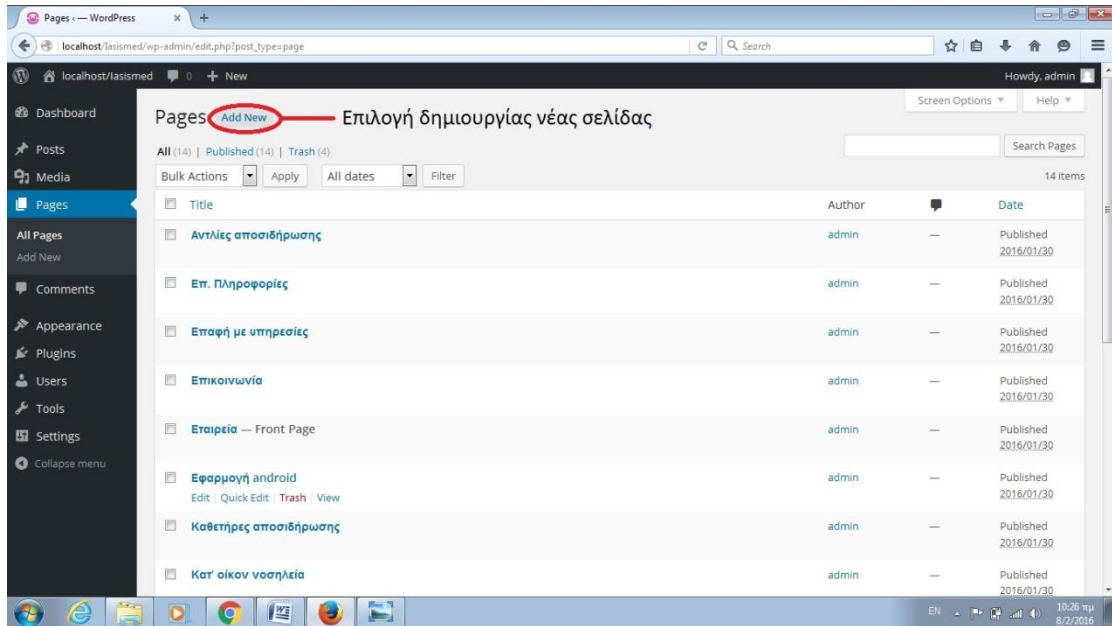 Pages ‹ — WordPress
localhost/lasismed/wp-admin/edit.php?post_type=page
Search
localhost/lasismed 0 New
Howdy, admin
Screen Options Help
Dashboard
Posts
Media
Pages
All Pages
Add New
Comments
Appearance
Plugins
Users
Tools
Settings
Collapse menu
Pages Add New Επιλογή δημιουργίας νέας σελίδας
All (14) | Published (14) | Trash (4)
Search Pages
Bulk Actions Apply All dates Filter 14 items
Title Author Date
Αντλίες αποσιδήρωσης admin — Published
2016/01/30
Επ. Πληροφορίες admin — Published
2016/01/30
Επαφή με υπηρεσίες admin — Published
2016/01/30
Επικοινωνία admin — Published
2016/01/30
Εταιρεία — Front Page admin — Published
2016/01/30
Εφαρμογή android admin — Published
Edit | Quick Edit | Trash | View 2016/01/30
Καθετήρες αποσιδήρωσης admin — Published
2016/01/30
Κατ' οίκον νοσηλεία admin — Published
2016/01/30
EN 10:26 πμ
8/2/2016